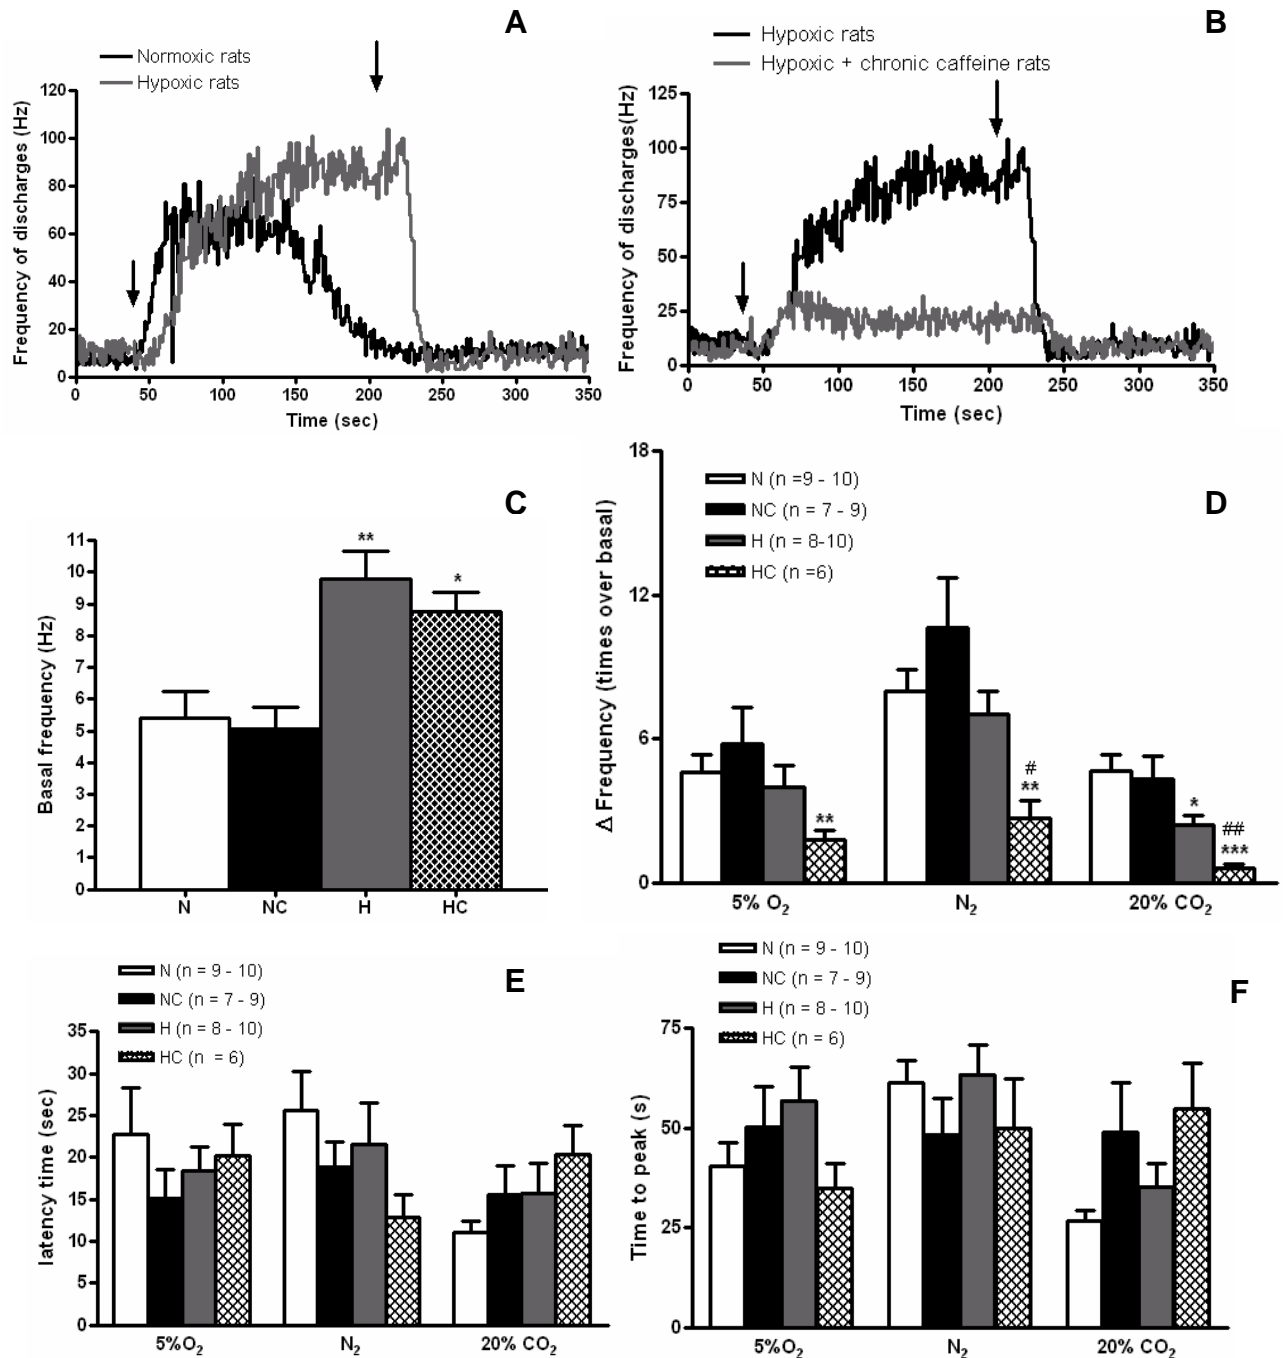 A
Normoxic rats
Hypoxic rats
Frequency of discharges (Hz)
120
100
80
60
40
20
0
0 50 100 150 200 250 300 350
Time (sec)
B
Hypoxic rats
Hypoxic + chronic caffeine rats
Frequency of discharges(Hz)
125
100
75
50
25
0
0 50 100 150 200 250 300 350
Time (sec)
C
Basal frequency (Hz)
11
10
9
8
7
6
5
4
3
2
1
0
** *
N NC H HC
D
N (n =9 - 10)
NC (n = 7 - 9)
H (n = 8-10)
HC (n =6)
Δ Frequency (times over basal)
18
12
6
0
**
#
**
*
##
***
5% O₂ N₂ 20% CO₂
E
N (n = 9 - 10)
NC (n = 7 - 9)
H (n = 8 - 10)
HC (n = 6)
latency time (sec)
35
30
25
20
15
10
5
0
5%O₂ N₂ 20% CO₂
F
N (n = 9 - 10)
NC (n = 7 - 9)
H (n = 8 - 10)
HC (n = 6)
Time to peak (s)
75
50
25
0
5%O₂ N₂ 20% CO₂